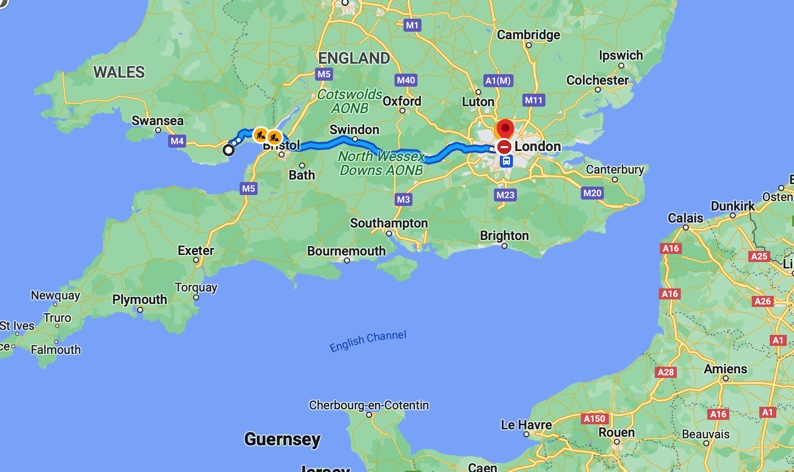 M1
Cambridge
Ipswich
ENGLAND
WALES
M5
M40
A1(M)
Colchester
Cotswolds
AONB
Oxford
Luton
M11
Swansea
Swindon
M4
Bristol
London
North Wessex
Downs AONB
Bath
Canterbury
M5
M3
M23
M20
Dunkirk
Osten
Southampton
Calais
Brighton
Exeter
Bournemouth
A16
A25
Torquay
Newquay
Plymouth
A16
A26
St Ives
Truro
Falmouth
English Channel
A1
A28
Amiens
Cherbourg-en-Cotentin
A150
A16
A1
Le Havre
Rouen
Beauvais
Guernsey
Caen